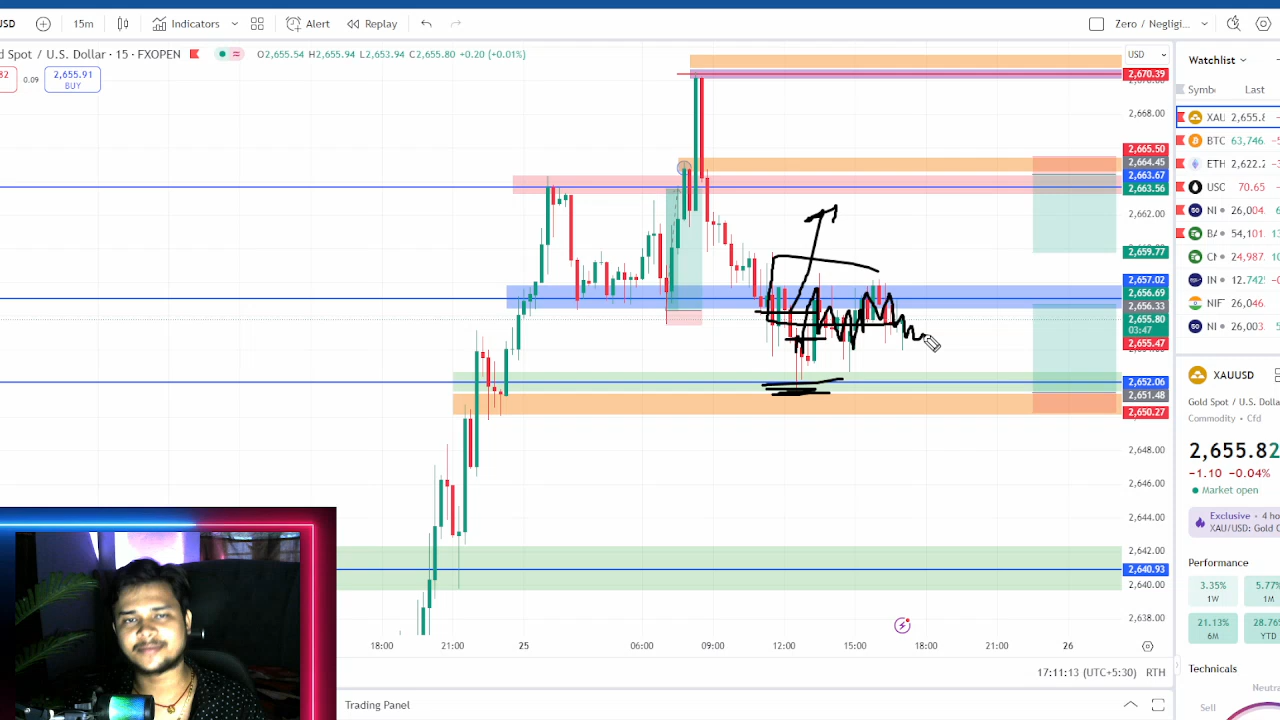 SD 15m Indicators Alert Replay Zero / Negligi...
ld Spot / U.S. Dollar · 15 · FXOPEN O2,655.54 H2,655.94 L2,653.94 C2,655.80 +0.20 (+0.01%)
82 0.09 2,655.91
BUY
USD
2,670.39
2,668.00
2,665.50
2,664.45
2,663.67
2,663.56
2,662.00
2,659.77
2,657.02
2,656.69
2,656.33
2,655.80
03:47
2,655.47
2,652.06
2,651.48
2,650.27
2,648.00
2,646.00
2,644.00
2,642.00
2,640.93
2,640.00
2,638.00
18:00 21:00 25 06:00 09:00 12:00 15:00 18:00 21:00 26
17:11:13 (UTC+5:30) RTH
Trading Panel
Watchlist
Symb Last
XAU 2,655.8
BTC 63,746.
ETH 2,622.2
USO 70.65
NI 26,004.
BA 54,101.
CN 24,987.
IN 12.742
NIF 26,046.
NI 26,003.
XAUUSD
Gold Spot / U.S. Dollar
Commodity · Cfd
2,655.82
−1.10 −0.04%
Market open
Exclusive · 4 ho
XAU/USD: Gold C
Performance
3.35% 5.77%
1W 1M
21.13% 28.76%
6M YTD
Technicals
Neutra
Sell